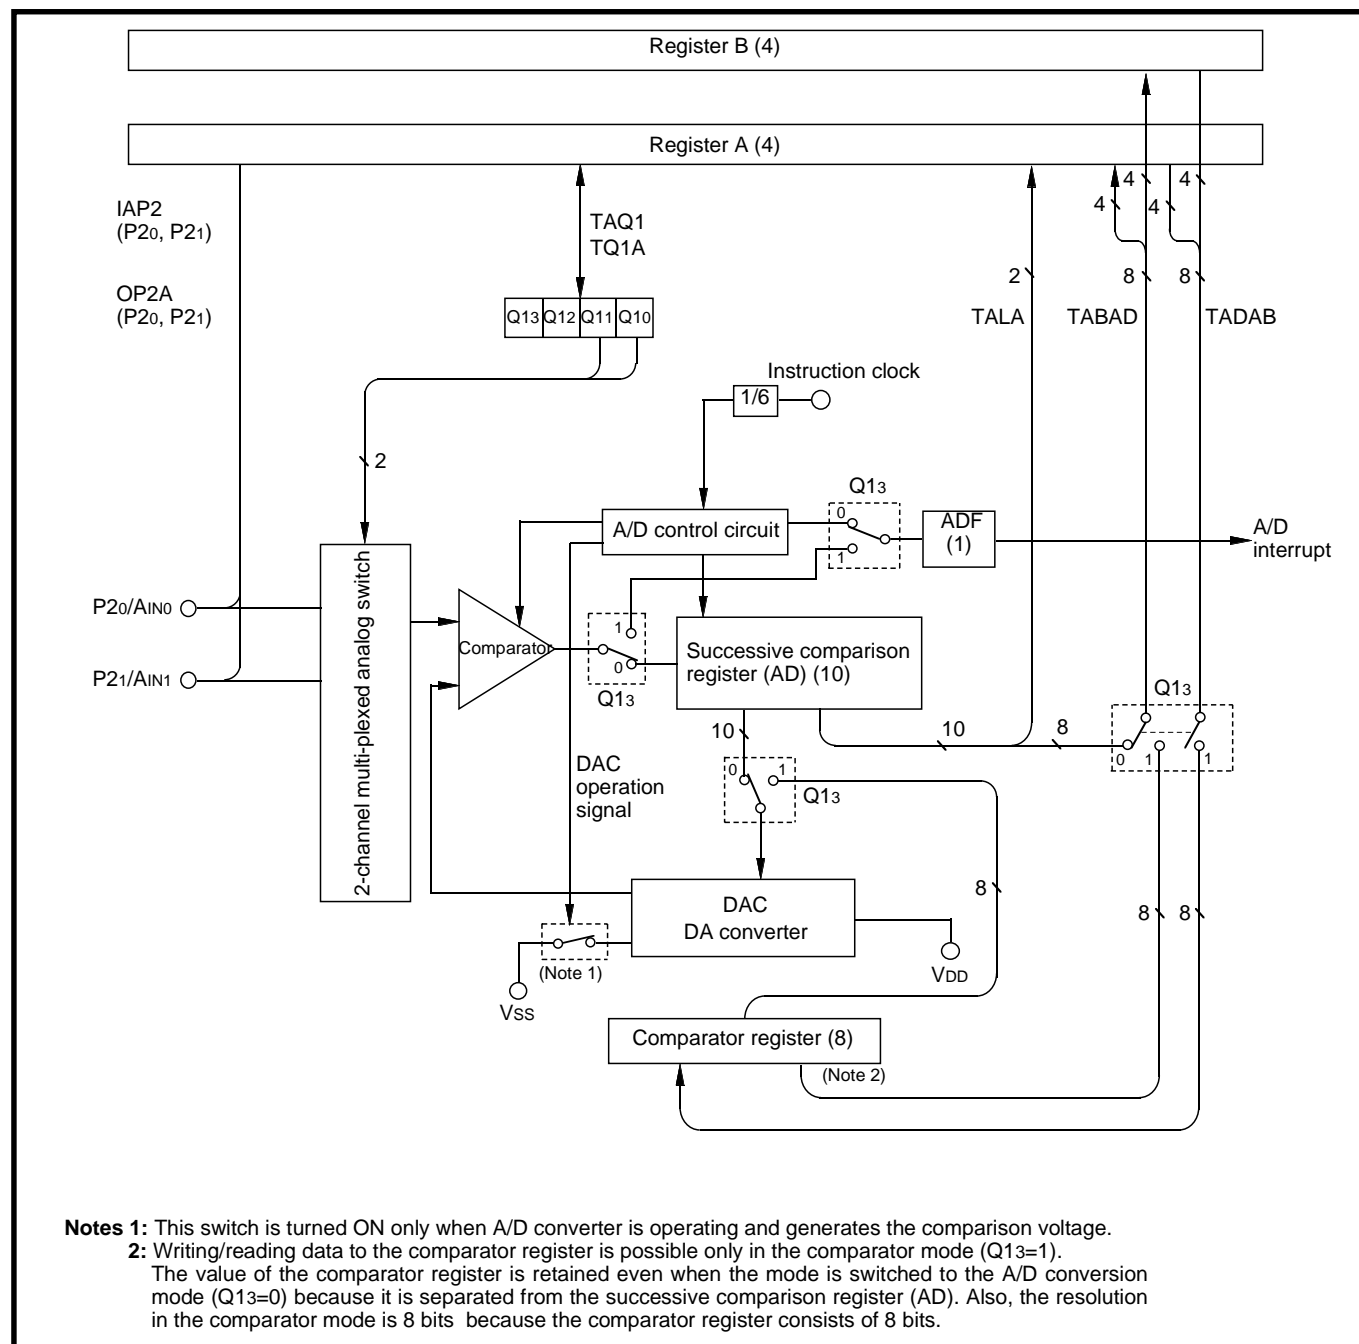 Register B (4)
Register A (4)
IAP2
(P20, P21)
OP2A
(P20, P21)
TAQ1
TQ1A
4
4
4
4
2
8
8
TALA
TABAD
TADAB
Q13 Q12 Q11 Q10
Instruction clock
1/6
2
Q13
0
1
A/D control circuit
ADF
(1)
A/D
interrupt
2-channel multi-plexed analog switch
P20/AIN0
P21/AIN1
Comparator
1
0
Q13
Successive comparison
register (AD) (10)
Q13
10
10
8
0 1 1
DAC
operation
signal
0 1
Q13
8
8
8
DAC
DA converter
(Note 1)
VSS
VDD
Comparator register (8)
(Note 2)
Notes 1: This switch is turned ON only when A/D converter is operating and generates the comparison voltage.
2: Writing/reading data to the comparator register is possible only in the comparator mode (Q13=1).
The value of the comparator register is retained even when the mode is switched to the A/D conversion
mode (Q13=0) because it is separated from the successive comparison register (AD). Also, the resolution
in the comparator mode is 8 bits because the comparator register consists of 8 bits.